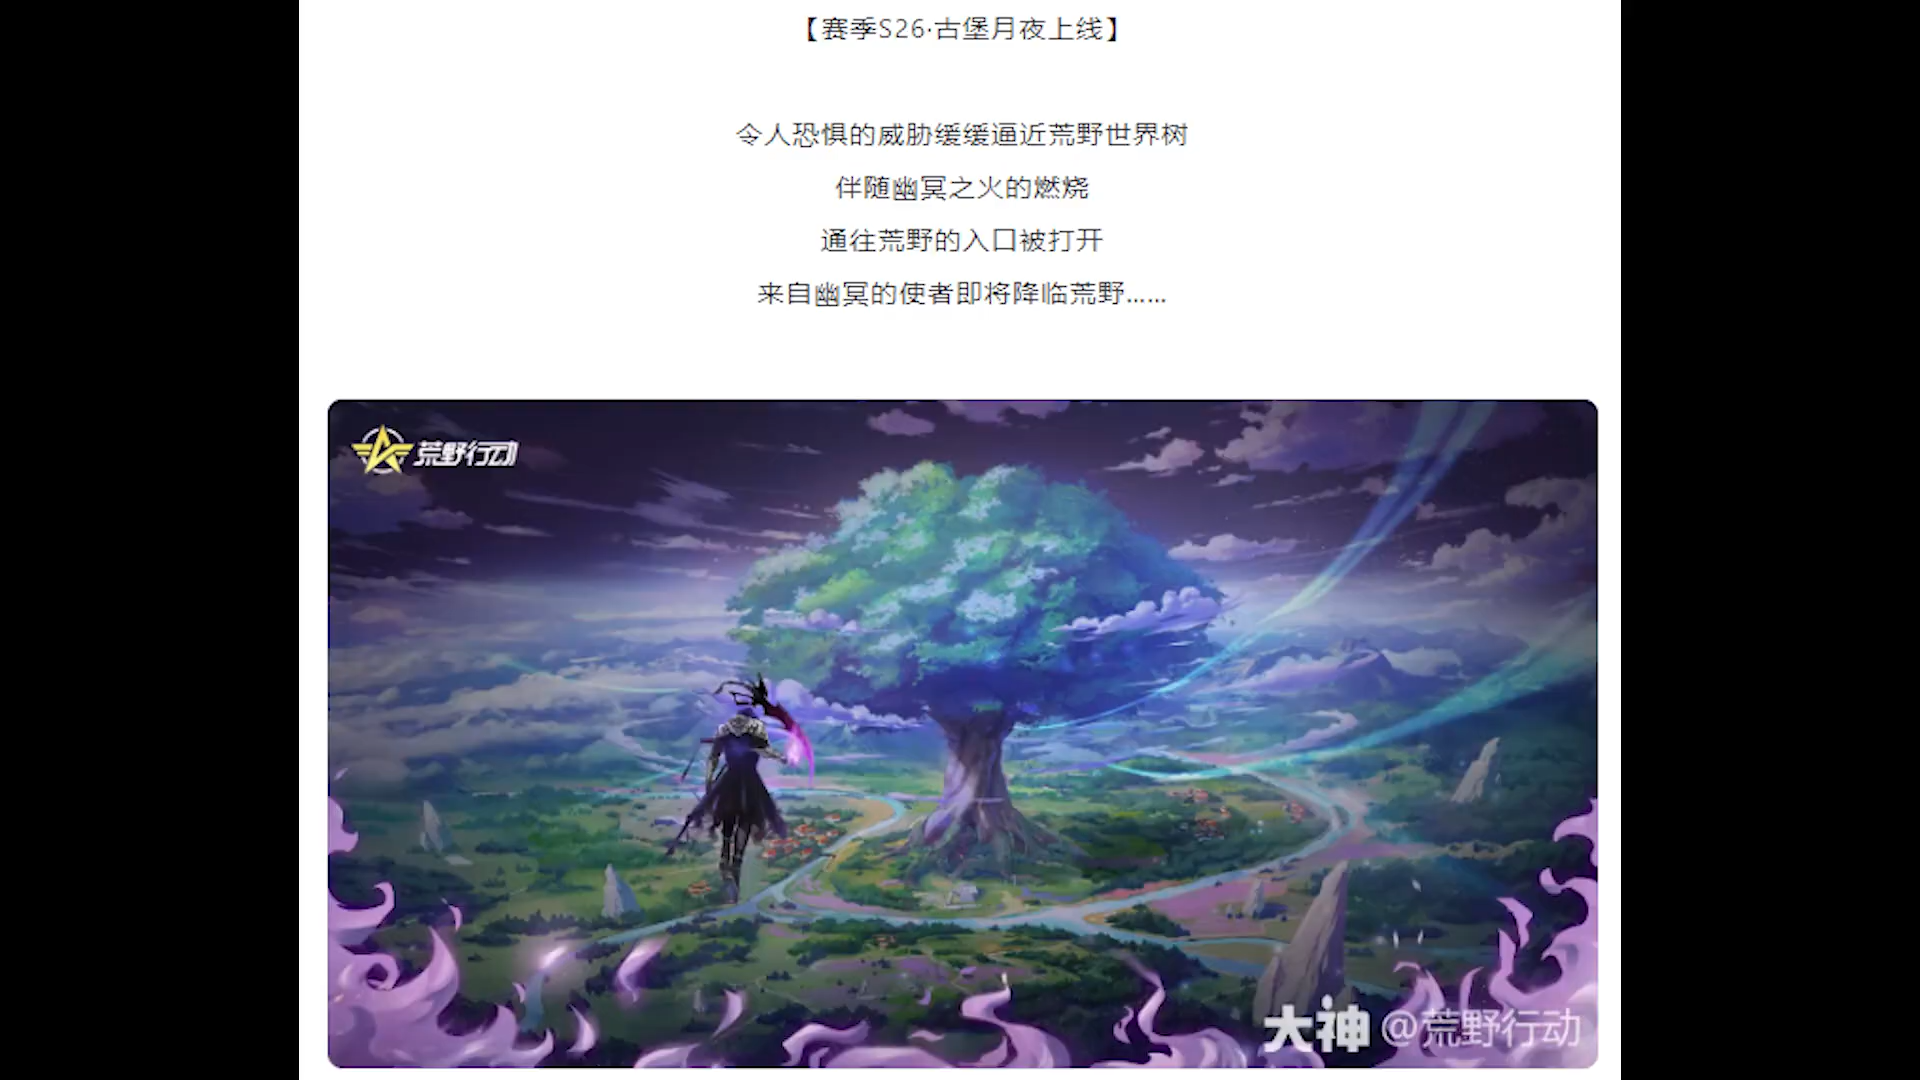 【赛季S26·古堡月夜上线】
令人恐惧的威胁缓缓逼近荒野世界树
伴随幽冥之火的燃烧
通往荒野的入口被打开
来自幽冥的使者即将降临荒野......
荒野行动
大神 @荒野行动